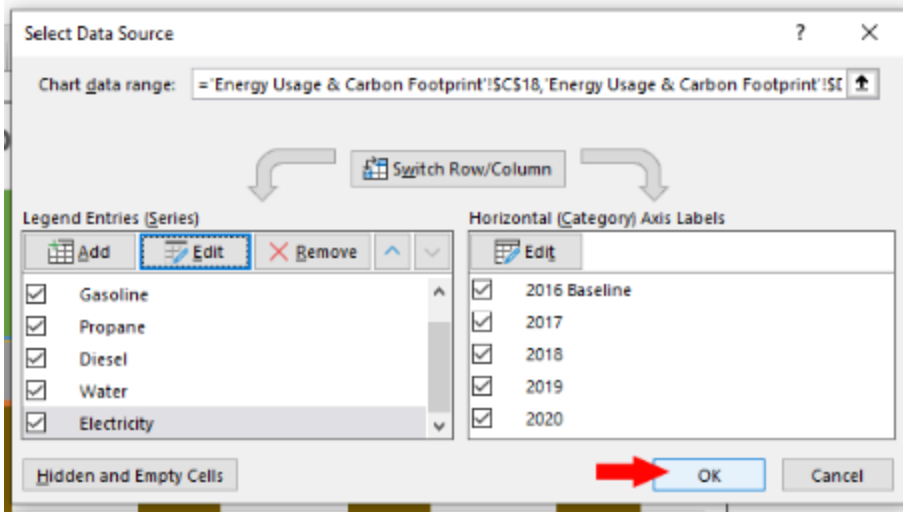 Select Data Source ?
Chart data range: ='Energy Usage & Carbon Footprint'!$C$18,'Energy Usage & Carbon Footprint'!$
Switch Row/Column
Legend Entries (Series)
Add Edit Remove
Gasoline
Propane
Diesel
Water
Electricity
Horizontal (Category) Axis Labels
Edit
2016 Baseline
2017
2018
2019
2020
Hidden and Empty Cells OK Cancel